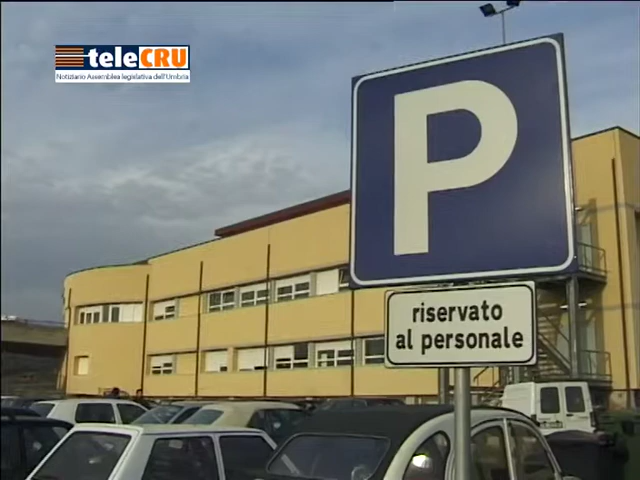 teleCRU
Notiziario Assemblea legislativa dell'Umbria
P
riservato
al personale